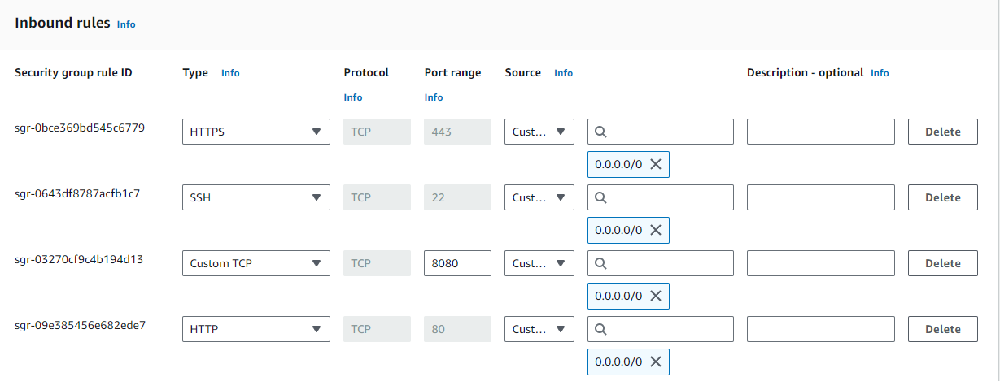 Inbound rules Info
Security group rule ID Type Info Protocol Info Port range Info Source Info Description - optional Info
sgr-0bce369bd545c6779 HTTPS TCP 443 Cust... Delete
0.0.0.0/0
sgr-0643df8787acfb1c7 SSH TCP 22 Cust... Delete
0.0.0.0/0
sgr-03270cf9c4b194d13 Custom TCP TCP 8080 Cust... Delete
0.0.0.0/0
sgr-09e385456e682ede7 HTTP TCP 80 Cust... Delete
0.0.0.0/0